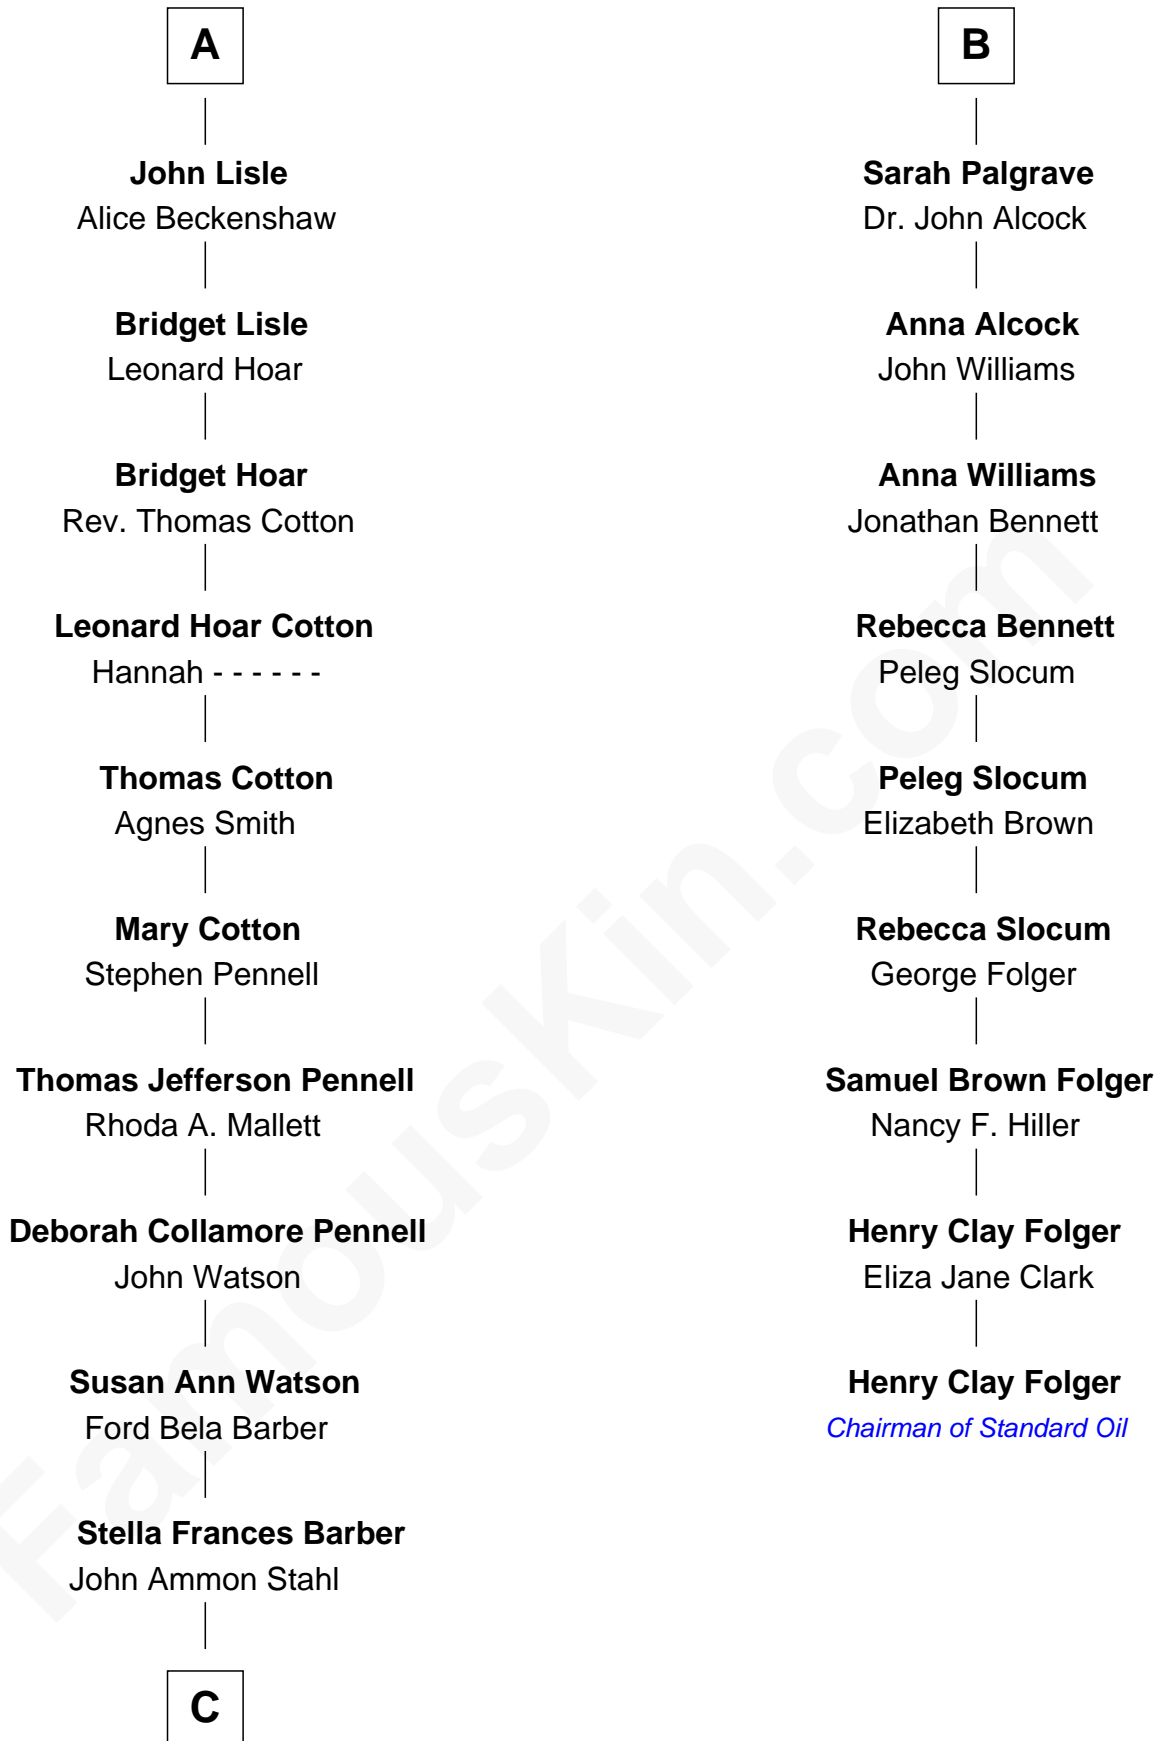 A
John Lisle
Alice Beckenshaw
Bridget Lisle
Leonard Hoar
Bridget Hoar
Rev. Thomas Cotton
Leonard Hoar Cotton
Hannah - - - - - -
Thomas Cotton
Agnes Smith
Mary Cotton
Stephen Pennell
Thomas Jefferson Pennell
Rhoda A. Mallett
Deborah Collamore Pennell
John Watson
Susan Ann Watson
Ford Bela Barber
Stella Frances Barber
John Ammon Stahl
C
B
Sarah Palgrave
Dr. John Alcock
Anna Alcock
John Williams
Anna Williams
Jonathan Bennett
Rebecca Bennett
Peleg Slocum
Peleg Slocum
Elizabeth Brown
Rebecca Slocum
George Folger
Samuel Brown Folger
Nancy F. Hiller
Henry Clay Folger
Eliza Jane Clark
Henry Clay Folger
Chairman of Standard Oil
FamousKin.com